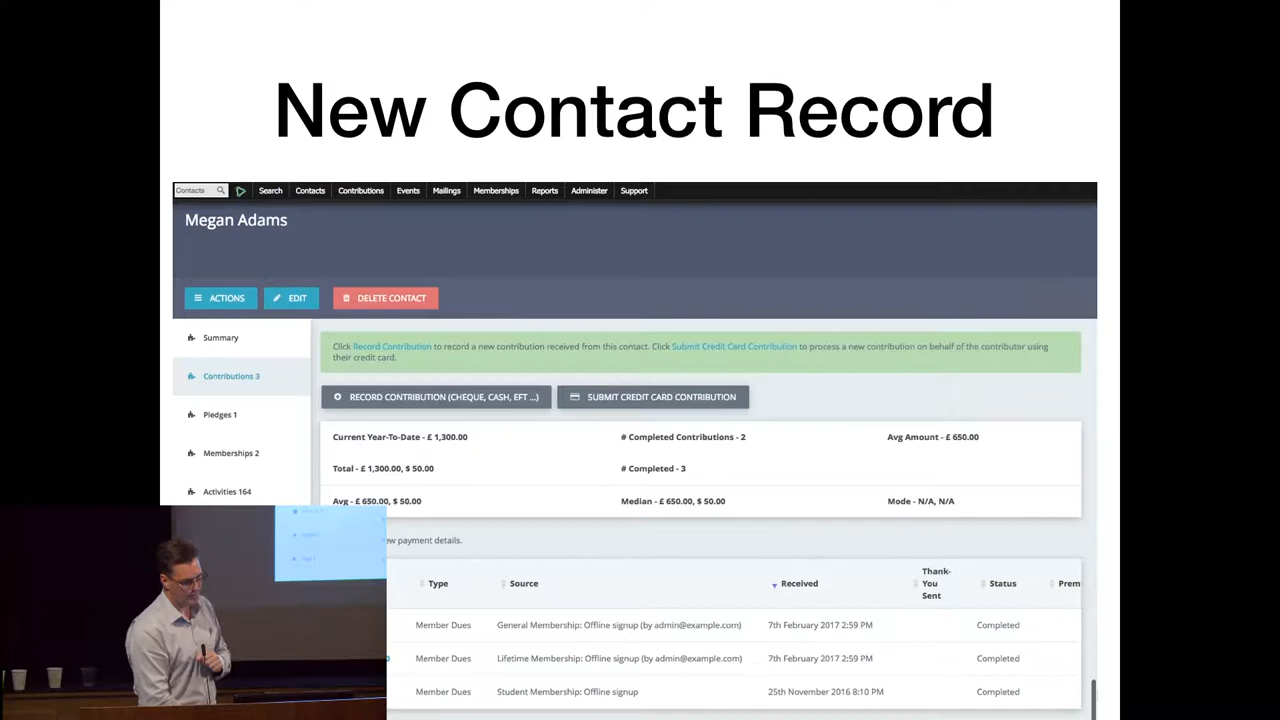 New Contact Record
Contacts Search Contacts Contributions Events Mailings Memberships Reports Administer Support
Megan Adams
ACTIONS EDIT DELETE CONTACT
Summary
Contributions 3
Pledges 1
Memberships 2
Activities 164
Click Record Contribution to record a new contribution received from this contact. Click Submit Credit Card Contribution to process a new contribution on behalf of the contributor using
their credit card.
RECORD CONTRIBUTION (CHEQUE, CASH, EFT ...) SUBMIT CREDIT CARD CONTRIBUTION
Current Year-To-Date - £ 1,300.00 # Completed Contributions - 2 Avg Amount - £ 650.00
Total - £ 1,300.00, $ 50.00 # Completed - 3
Avg - £ 650.00, $ 50.00 Median - £ 650.00, $ 50.00 Mode - N/A, N/A
payment details.
Type Source Received Thank-You Sent Status Prem
Member Dues General Membership: Offline signup (by admin@example.com) 7th February 2017 2:59 PM Completed
Member Dues Lifetime Membership: Offline signup (by admin@example.com) 7th February 2017 2:59 PM Completed
Member Dues Student Membership: Offline signup 25th November 2016 8:10 PM Completed